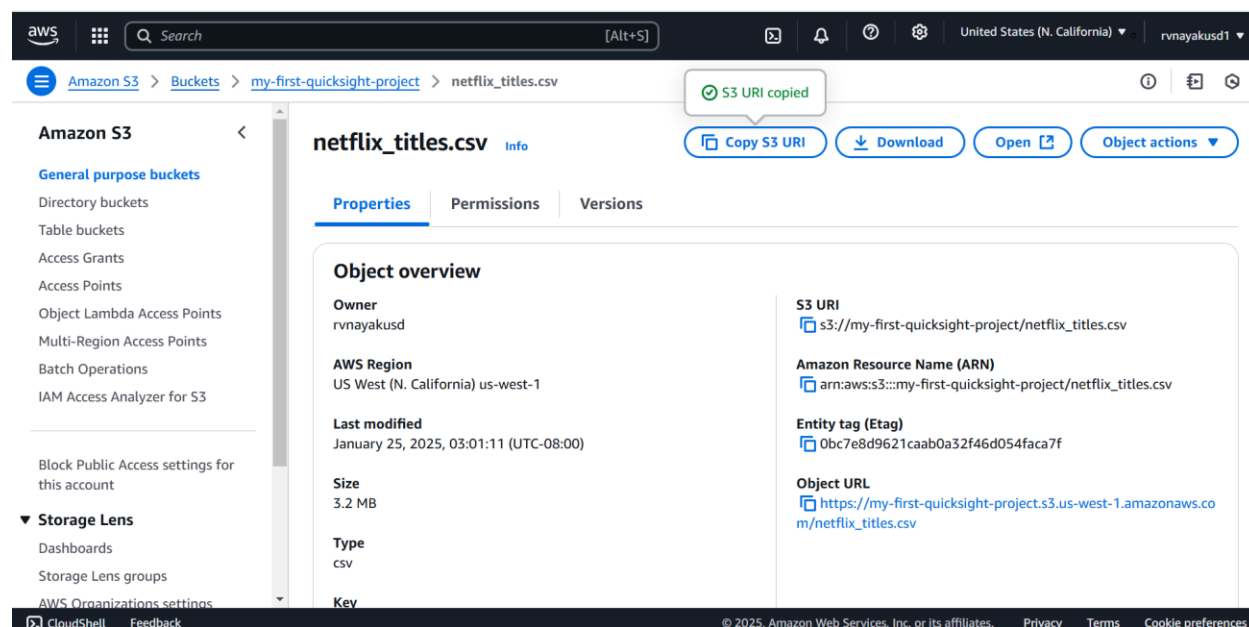 aws
Search [Alt+S]
United States (N. California)
rvnayakusd1
Amazon S3 > Buckets > my-first-quicksight-project > netflix_titles.csv
S3 URI copied
Amazon S3
General purpose buckets
Directory buckets
Table buckets
Access Grants
Access Points
Object Lambda Access Points
Multi-Region Access Points
Batch Operations
IAM Access Analyzer for S3
Block Public Access settings for
this account
Storage Lens
Dashboards
Storage Lens groups
AWS Organizations settings
netflix_titles.csv Info
Copy S3 URI
Download
Open
Object actions
Properties
Permissions
Versions
Object overview
Owner
rvnayakusd
AWS Region
US West (N. California) us-west-1
Last modified
January 25, 2025, 03:01:11 (UTC-08:00)
Size
3.2 MB
Type
csv
Key
S3 URI
s3://my-first-quicksight-project/netflix_titles.csv
Amazon Resource Name (ARN)
arn:aws:s3:::my-first-quicksight-project/netflix_titles.csv
Entity tag (Etag)
0bc7e8d9621caab0a32f46d054faca7f
Object URL
https://my-first-quicksight-project.s3.us-west-1.amazonaws.co
m/netflix_titles.csv
CloudShell
Feedback
© 2025, Amazon Web Services, Inc. or its affiliates.
Privacy
Terms
Cookie preferences